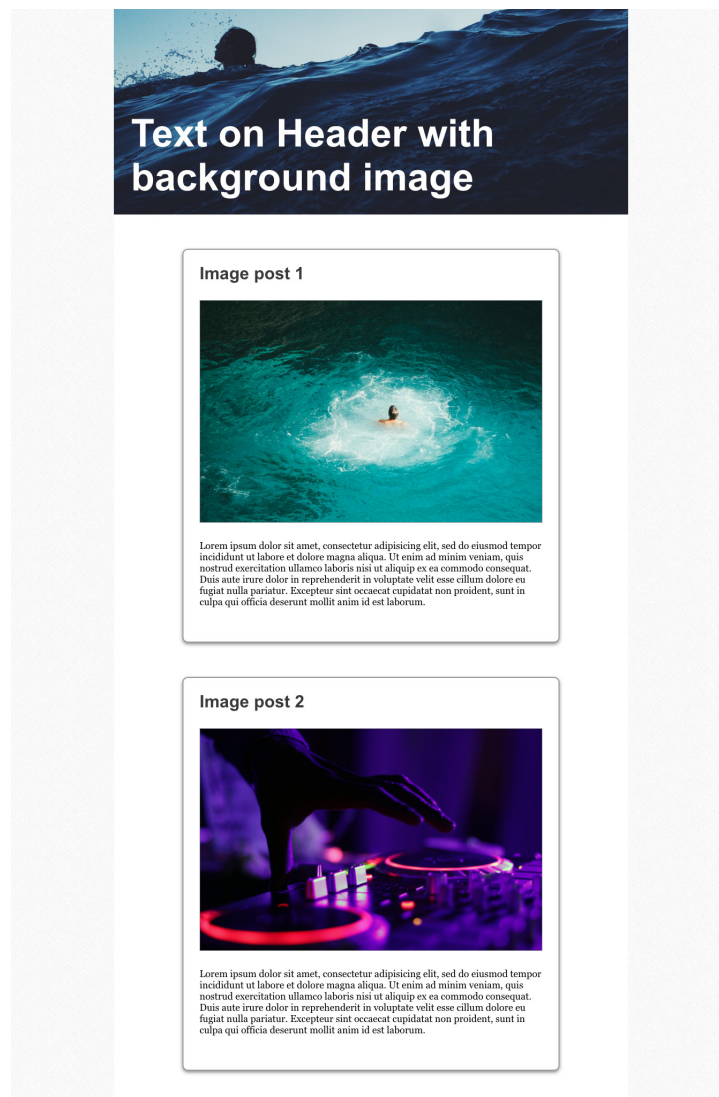 Text on Header with
background image
Image post 1
Lorem ipsum dolor sit amet, consectetur adipisicing elit, sed do eiusmod tempor
incididunt ut labore et dolore magna aliqua. Ut enim ad minim veniam, quis
nostrud exercitation ullamco laboris nisi ut aliquip ex ea commodo consequat.
Duis aute irure dolor in reprehenderit in voluptate velit esse cillum dolore eu
fugiat nulla pariatur. Excepteur sint occaecat cupidatat non proident, sunt in
culpa qui officia deserunt mollit anim id est laborum.
Image post 2
Lorem ipsum dolor sit amet, consectetur adipisicing elit, sed do eiusmod tempor
incididunt ut labore et dolore magna aliqua. Ut enim ad minim veniam, quis
nostrud exercitation ullamco laboris nisi ut aliquip ex ea commodo consequat.
Duis aute irure dolor in reprehenderit in voluptate velit esse cillum dolore eu
fugiat nulla pariatur. Excepteur sint occaecat cupidatat non proident, sunt in
culpa qui officia deserunt mollit anim id est laborum.